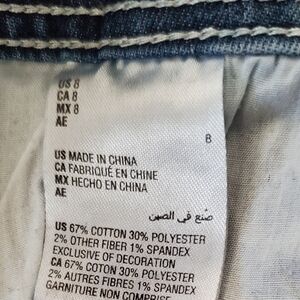 US 8
CA 8
MX 8
AE
8
US MADE IN CHINA
CA FABRIQUÉ EN CHINE
MX HECHO EN CHINA
AE
صنع في الصين
US 67% COTTON 30% POLYESTER
2% OTHER FIBER 1% SPANDEX
EXCLUSIVE OF DECORATION
CA 67% COTON 30% POLYESTER
2% AUTRES FIBRES 1% SPANDEX
GARNITURE NON COMPRISE